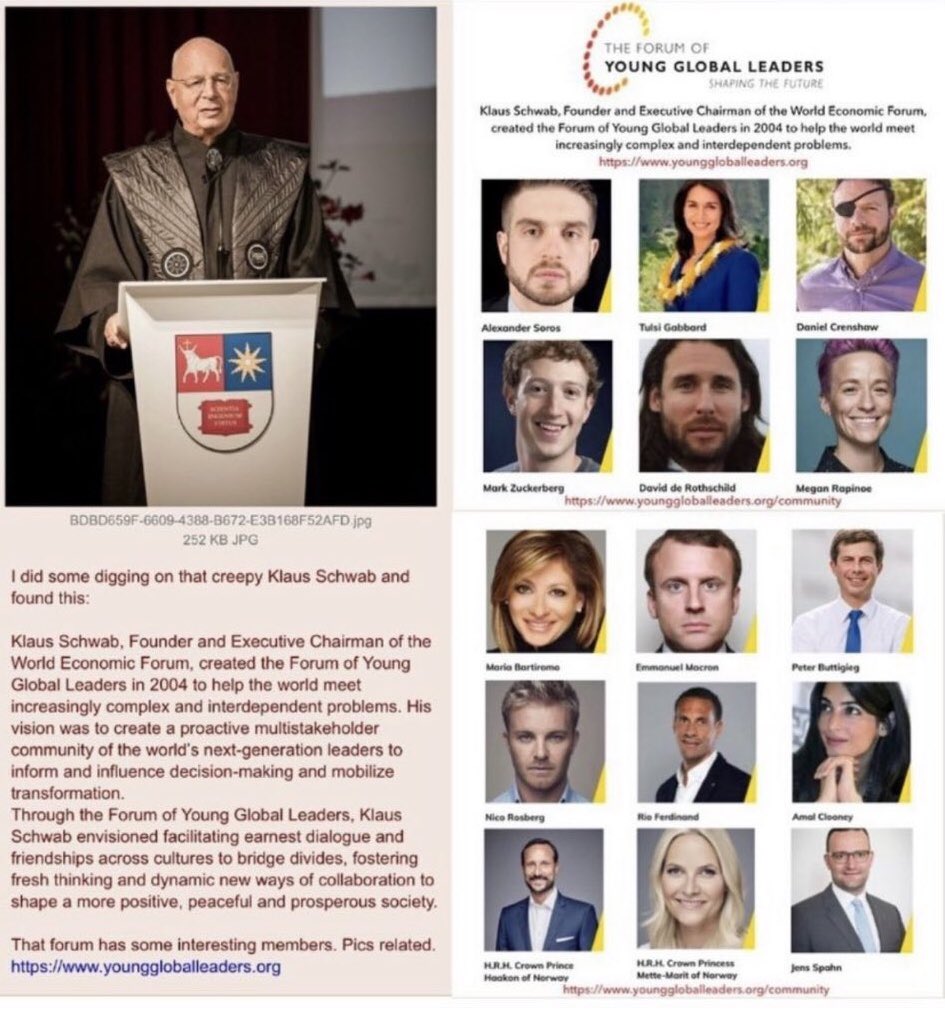 SCIENTIA
INGENIUM
VIRTUS
BDBD659F-6609-4388-B672-E3B168F52AFD.jpg
252 KB JPG
I did some digging on that creepy Klaus Schwab and
found this:
Klaus Schwab, Founder and Executive Chairman of the
World Economic Forum, created the Forum of Young
Global Leaders in 2004 to help the world meet
increasingly complex and interdependent problems. His
vision was to create a proactive multistakeholder
community of the world's next-generation leaders to
inform and influence decision-making and mobilize
transformation.
Through the Forum of Young Global Leaders, Klaus
Schwab envisioned facilitating earnest dialogue and
friendships across cultures to bridge divides, fostering
fresh thinking and dynamic new ways of collaboration to
shape a more positive, peaceful and prosperous society.
That forum has some interesting members. Pics related.
https://www.younggloballeaders.org
THE FORUM OF
YOUNG GLOBAL LEADERS
SHAPING THE FUTURE
Klaus Schwab, Founder and Executive Chairman of the World Economic Forum,
created the Forum of Young Global Leaders in 2004 to help the world meet
increasingly complex and interdependent problems.
https://www.younggloballeaders.org
Alexander Soros
Tulsi Gabbard
Daniel Crenshaw
Mark Zuckerberg
David de Rothschild
Megan Rapinoe
https://www.younggloballeaders.org/community
Maria Bartiromo
Emmanuel Macron
Peter Buttigieg
Nico Rosberg
Rio Ferdinand
Amal Clooney
H.R.H. Crown Prince
Haakon of Norway
H.R.H. Crown Princess
Mette-Marit of Norway
Jens Spahn
https://www.younggloballeaders.org/community